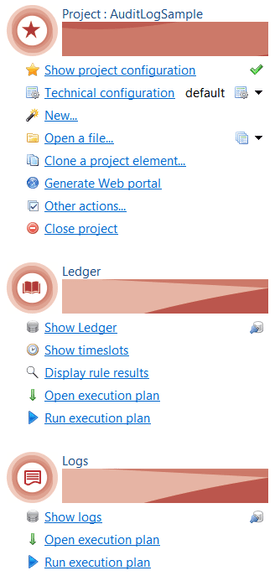 Project : AuditLogSample
Show project configuration
Technical configuration default
New...
Open a file...
Clone a project element...
Generate Web portal
Other actions...
Close project
Ledger
Show Ledger
Show timeslots
Display rule results
Open execution plan
Run execution plan
Logs
Show logs
Open execution plan
Run execution plan